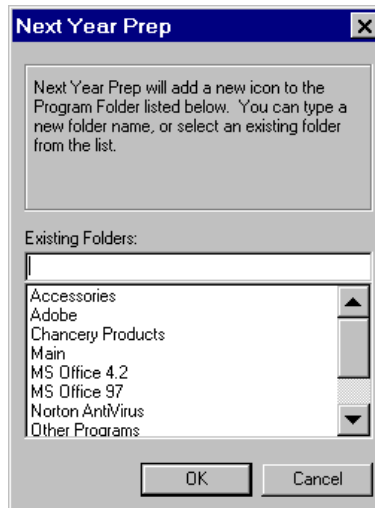 Next Year Prep
Next Year Prep will add a new icon to the
Program Folder listed below. You can type a
new folder name, or select an existing folder
from the list.
Existing Folders:
Accessories
Adobe
Chancery Products
Main
MS Office 4.2
MS Office 97
Norton AntiVirus
Other Programs
OK Cancel